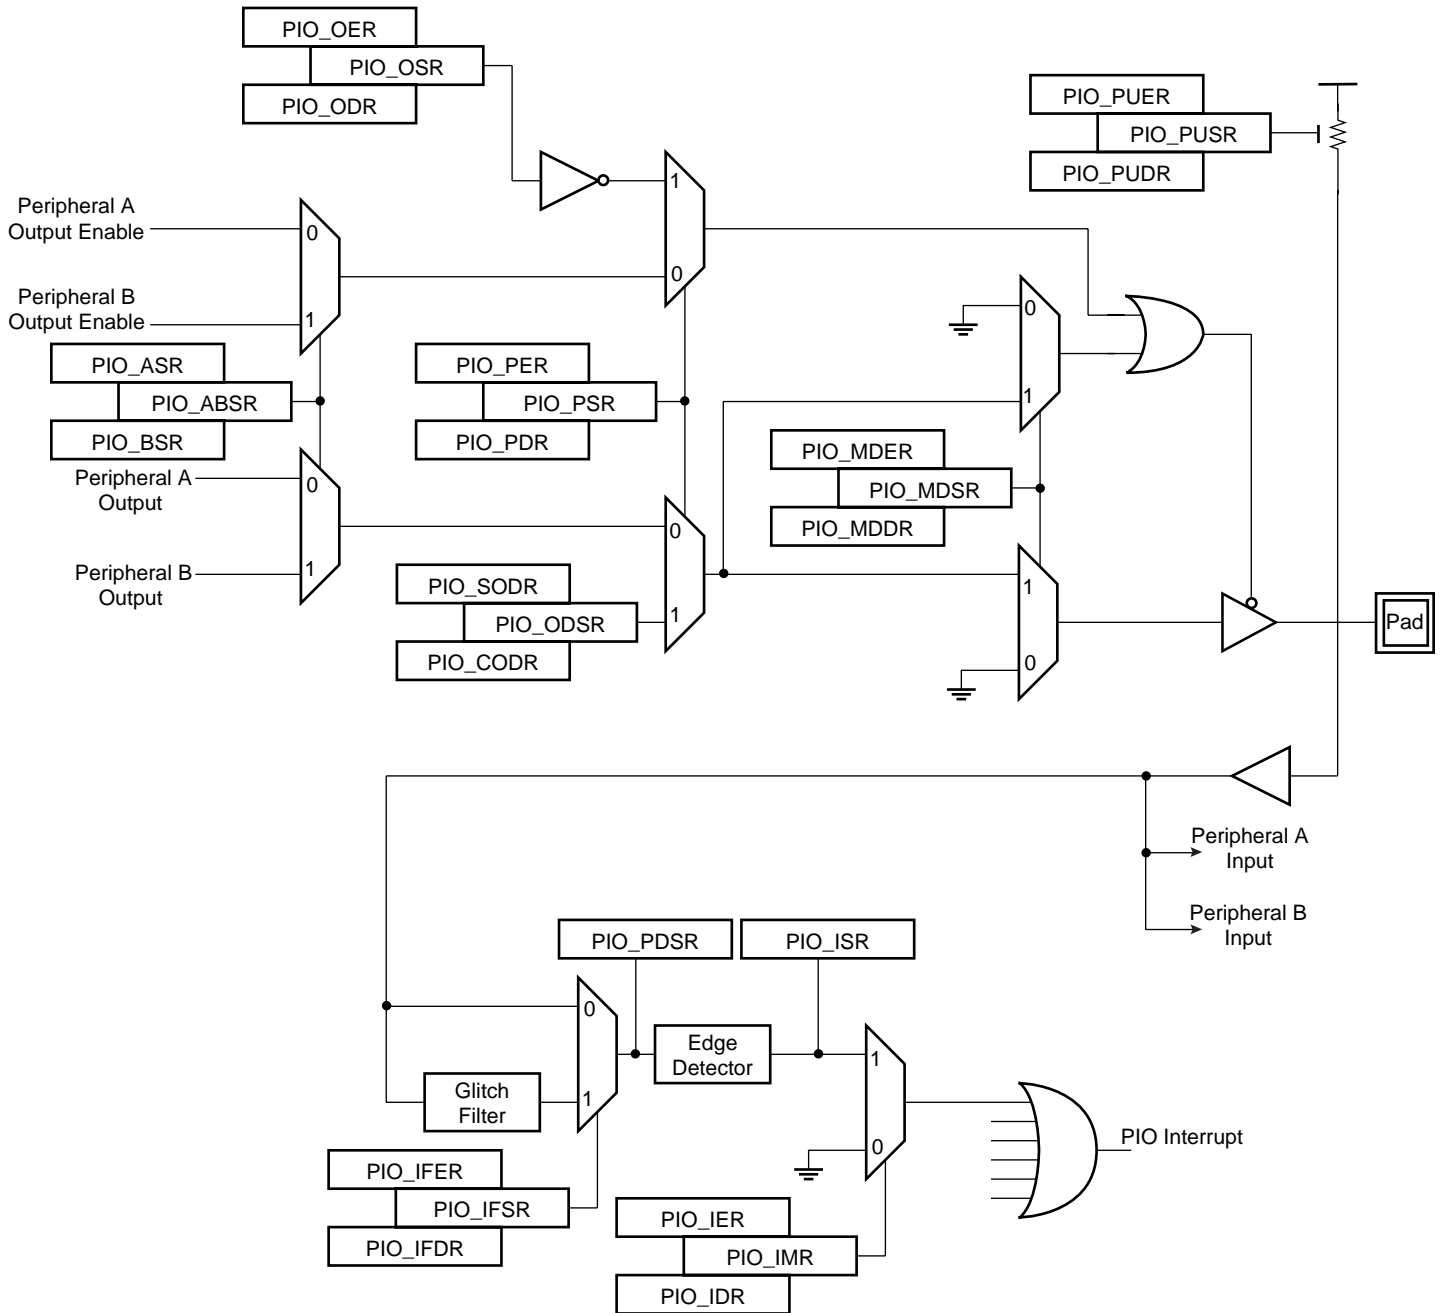 PIO_OER
PIO_OSR
PIO_ODR
PIO_PUER
PIO_PUSR
PIO_PUDR
1
Peripheral A
Output Enable
0
0
Peripheral B
Output Enable
1
0
PIO_ASR
PIO_ABSR
PIO_BSR
PIO_PER
PIO_PSR
PIO_PDR
1
PIO_MDER
PIO_MDSR
PIO_MDDR
Peripheral A
Output
0
0
Peripheral B
Output
1
PIO_SODR
PIO_ODSR
PIO_CODR
1
1
0
Pad
Peripheral A
Input
Peripheral B
Input
PIO_PDSR
PIO_ISR
0
Glitch
Filter
1
Edge
Detector
1
0
PIO Interrupt
PIO_IFER
PIO_IFSR
PIO_IFDR
PIO_IER
PIO_IMR
PIO_IDR